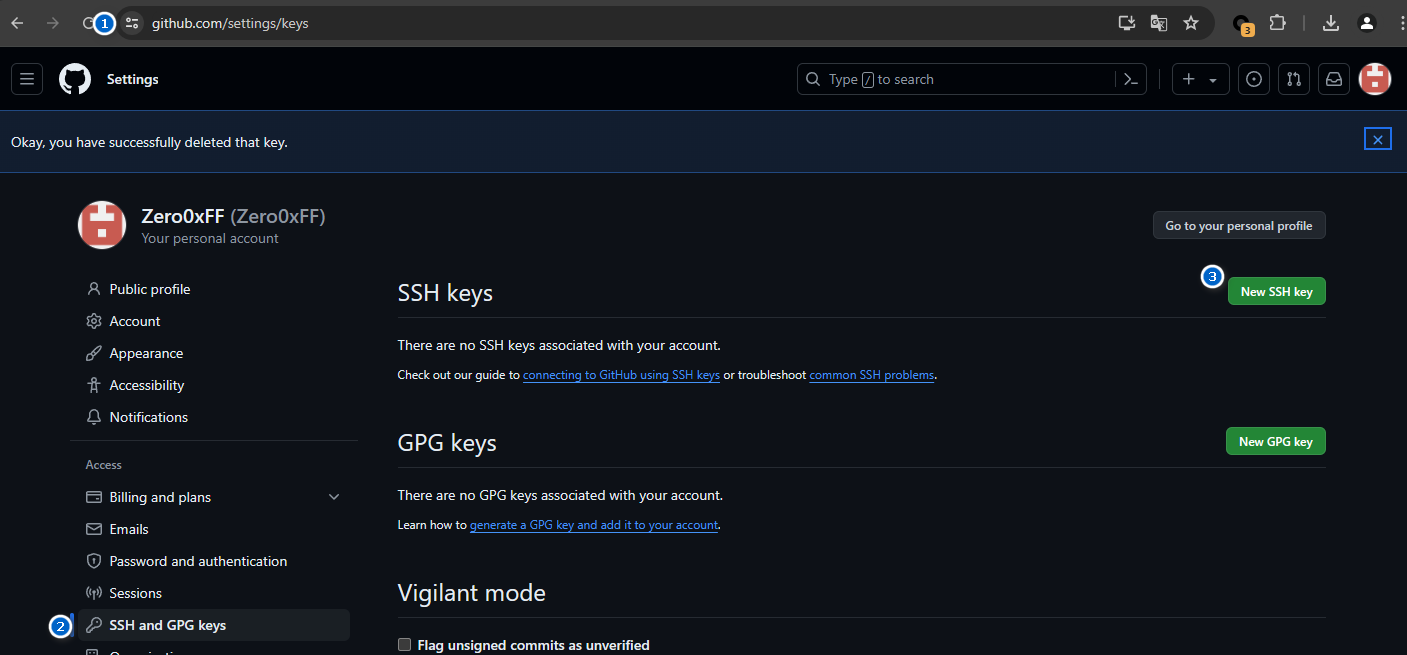 1
github.com/settings/keys
3
Settings
Type / to search
Okay, you have successfully deleted that key.
Zero0xFF (Zero0xFF)
Your personal account
Go to your personal profile
Public profile
Account
Appearance
Accessibility
Notifications
Access
Billing and plans
Emails
Password and authentication
Sessions
2
SSH and GPG keys
SSH keys
3
New SSH key
There are no SSH keys associated with your account.
Check out our guide to connecting to GitHub using SSH keys or troubleshoot common SSH problems.
GPG keys
New GPG key
There are no GPG keys associated with your account.
Learn how to generate a GPG key and add it to your account.
Vigilant mode
Flag unsigned commits as unverified